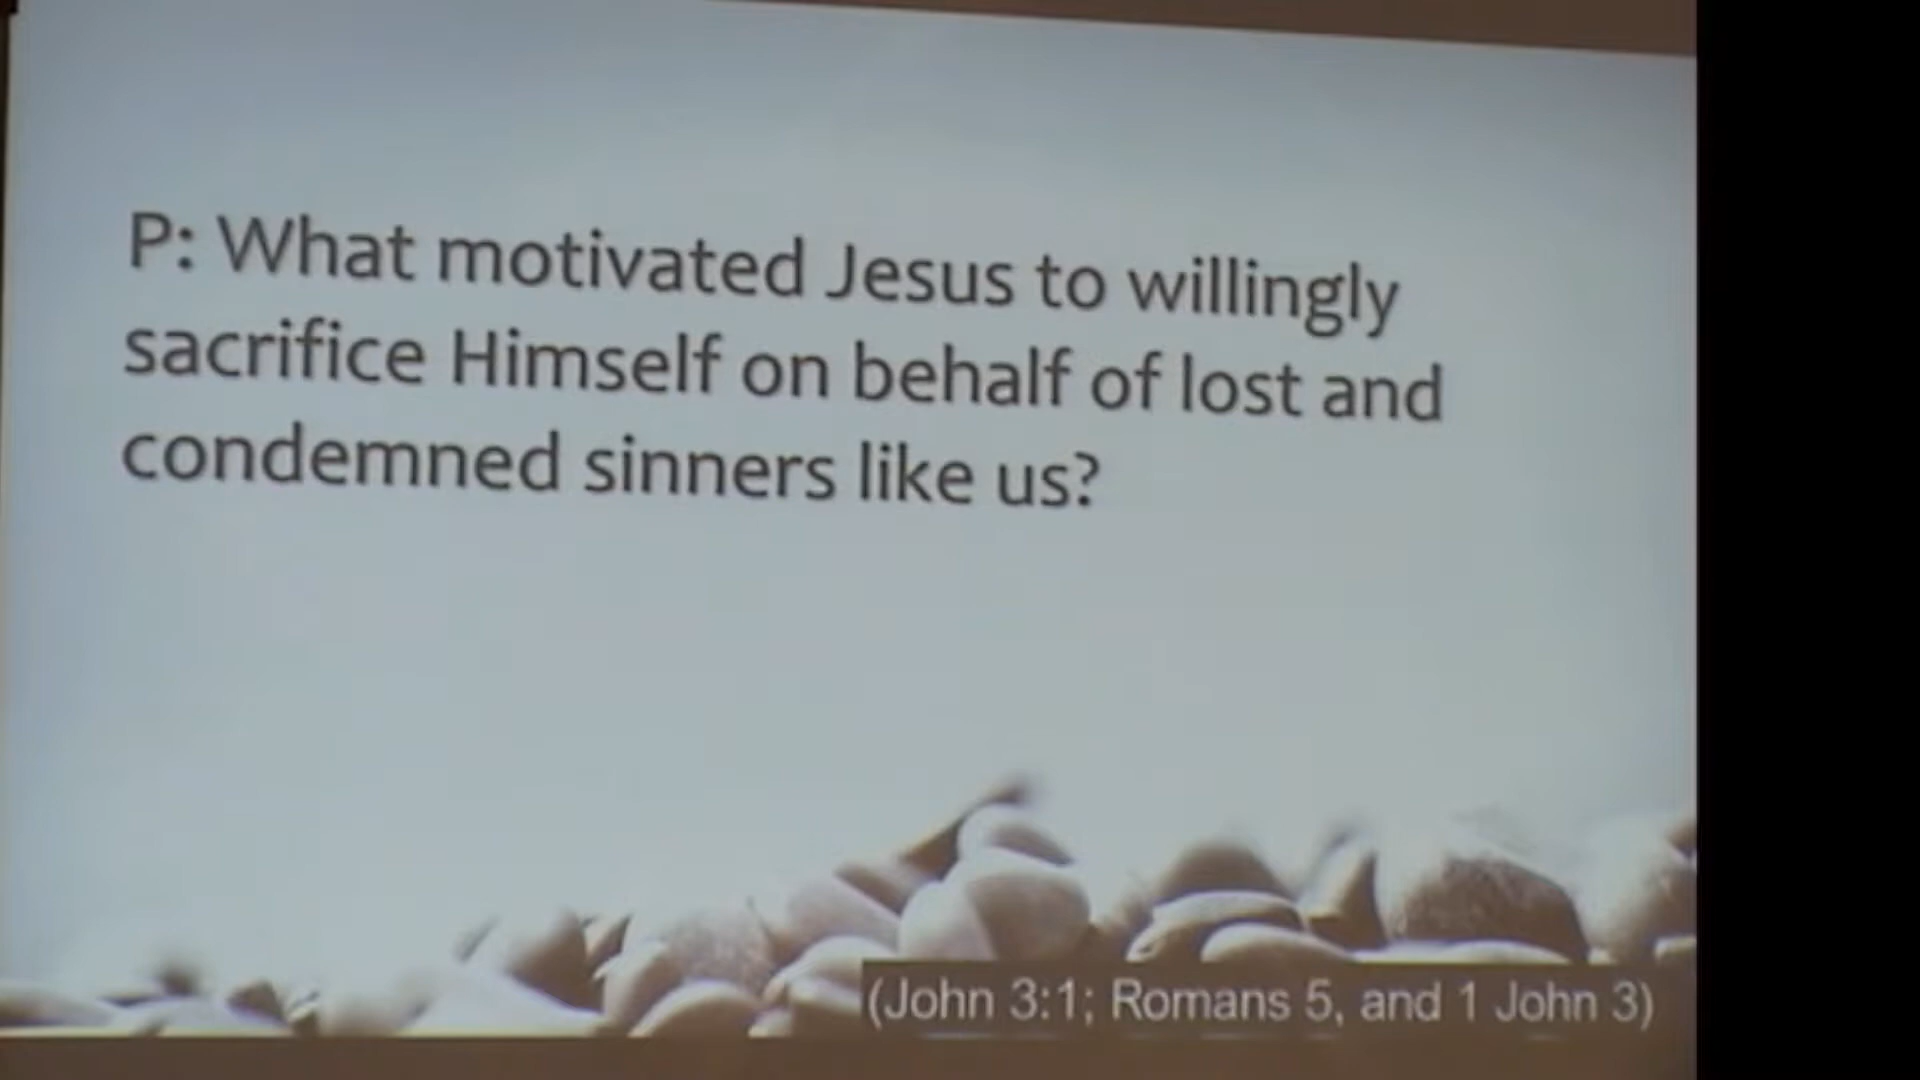 P: What motivated Jesus to willingly
sacrifice Himself on behalf of lost and
condemned sinners like us?
(John 3:1; Romans 5, and 1 John 3)